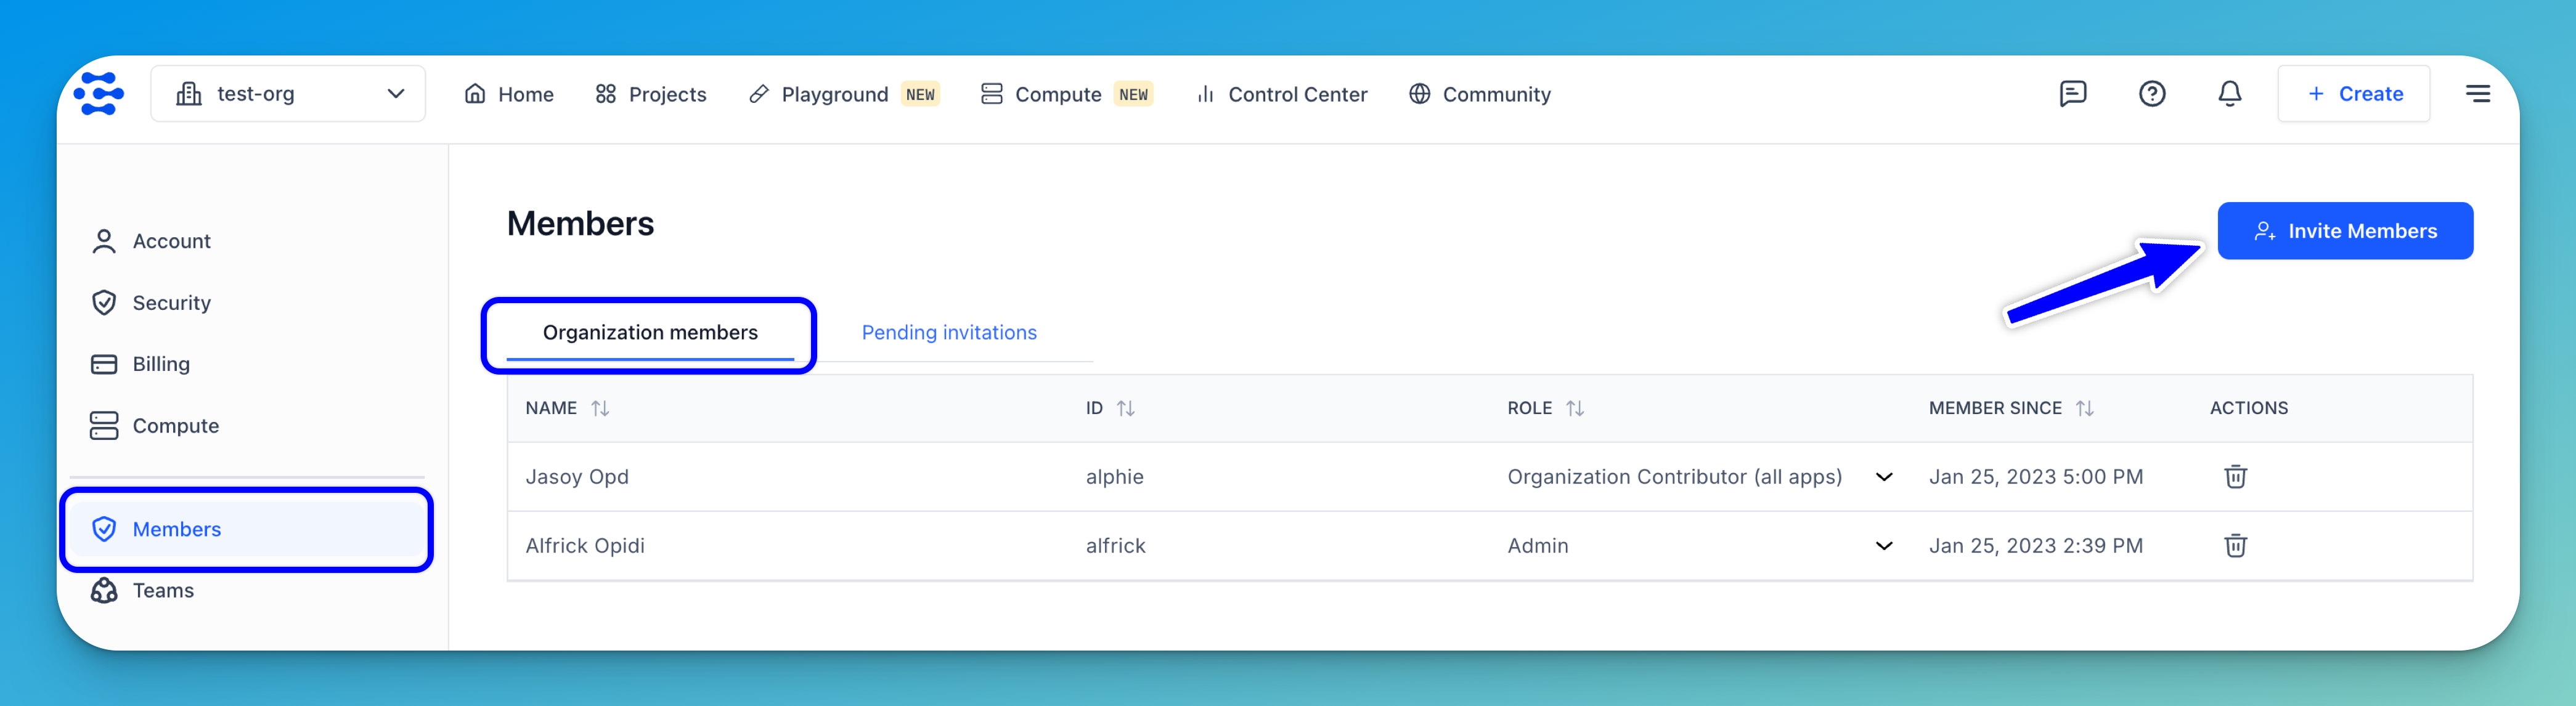 test-org Home Projects Playground NEW Compute NEW Control Center Community + Create
Account
Security
Billing
Compute
Members
Teams
Members
Invite Members
Organization members Pending invitations
NAME ID ROLE MEMBER SINCE ACTIONS
Jasoy Opd alphie Organization Contributor (all apps) Jan 25, 2023 5:00 PM
Alfrick Opidi alfrick Admin Jan 25, 2023 2:39 PM